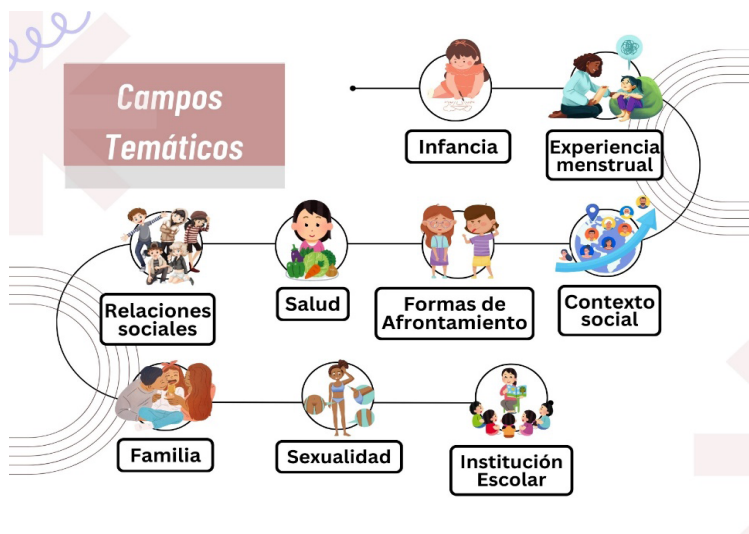 Campos
Temáticos
Infancia
Experiencia
menstrual
Contexto
social
Formas de
Afrontamiento
Salud
Relaciones
sociales
Familia
Sexualidad
Institución
Escolar